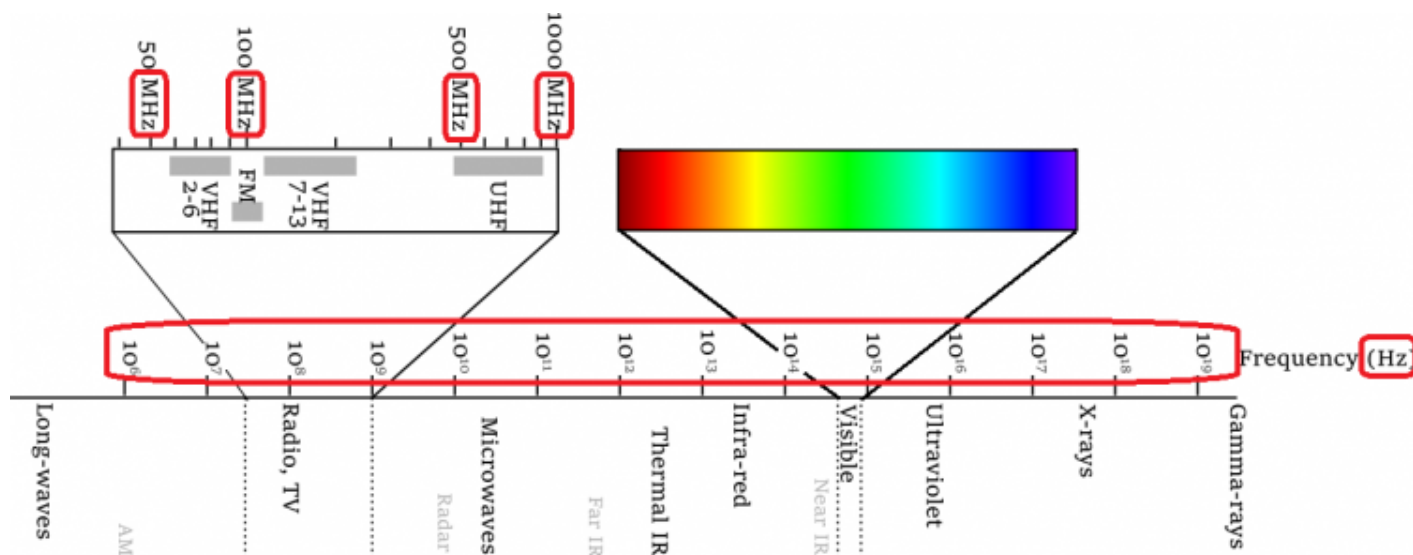 50 MHz
100 MHz
500 MHz
1000 MHz
VHF
2-6
FM
VHF
7-13
UHF
10⁶
10⁷
10⁸
10⁹
10¹⁰
10¹¹
10¹²
10¹³
10¹⁴
10¹⁵
10¹⁶
10¹⁷
10¹⁸
10¹⁹
Frequency (Hz)
Long-waves
AM
Radio, TV
Radar
Microwaves
Far IR
Thermal IR
Infra-red
Near IR
Visible
Ultraviolet
X-rays
Gamma-rays